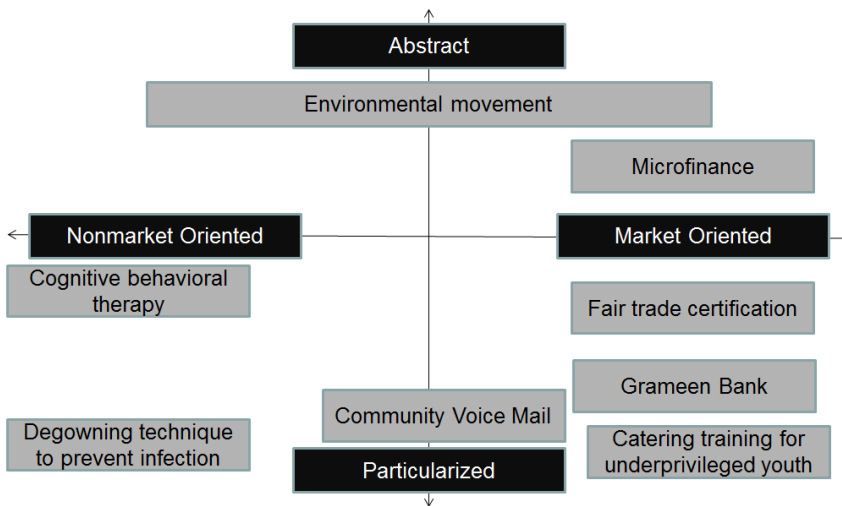 Abstract
Environmental movement
Microfinance
Nonmarket Oriented
Market Oriented
Cognitive behavioral
therapy
Fair trade certification
Grameen Bank
Community Voice Mail
Degowning technique
to prevent infection
Catering training for
underprivileged youth
Particularized